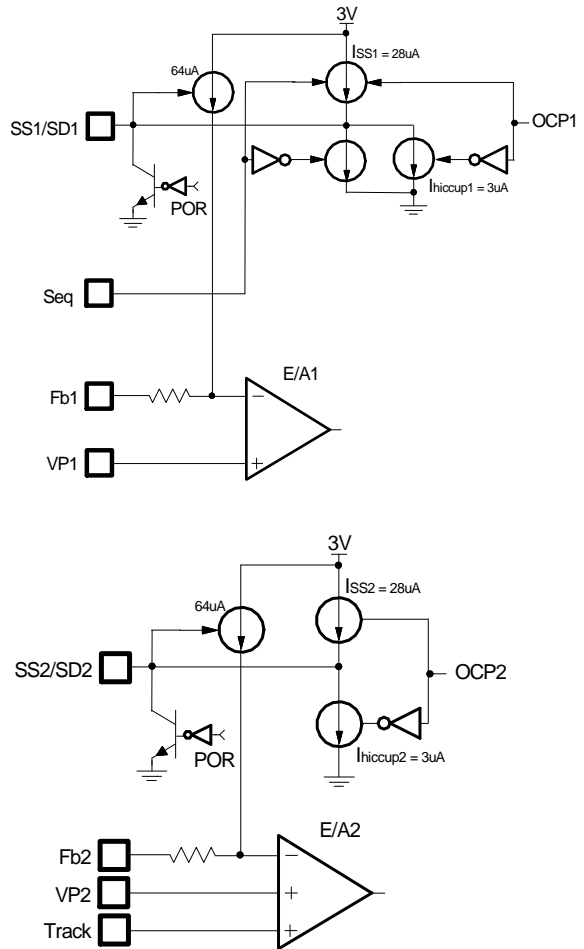 3V
ISS1 = 28uA
64uA
SS1/SD1
OCP1
POR
Ihiccup1 = 3uA
Seq
E/A1
Fb1
VP1
3V
ISS2 = 28uA
64uA
SS2/SD2
OCP2
POR
Ihiccup2 = 3uA
E/A2
Fb2
VP2
Track